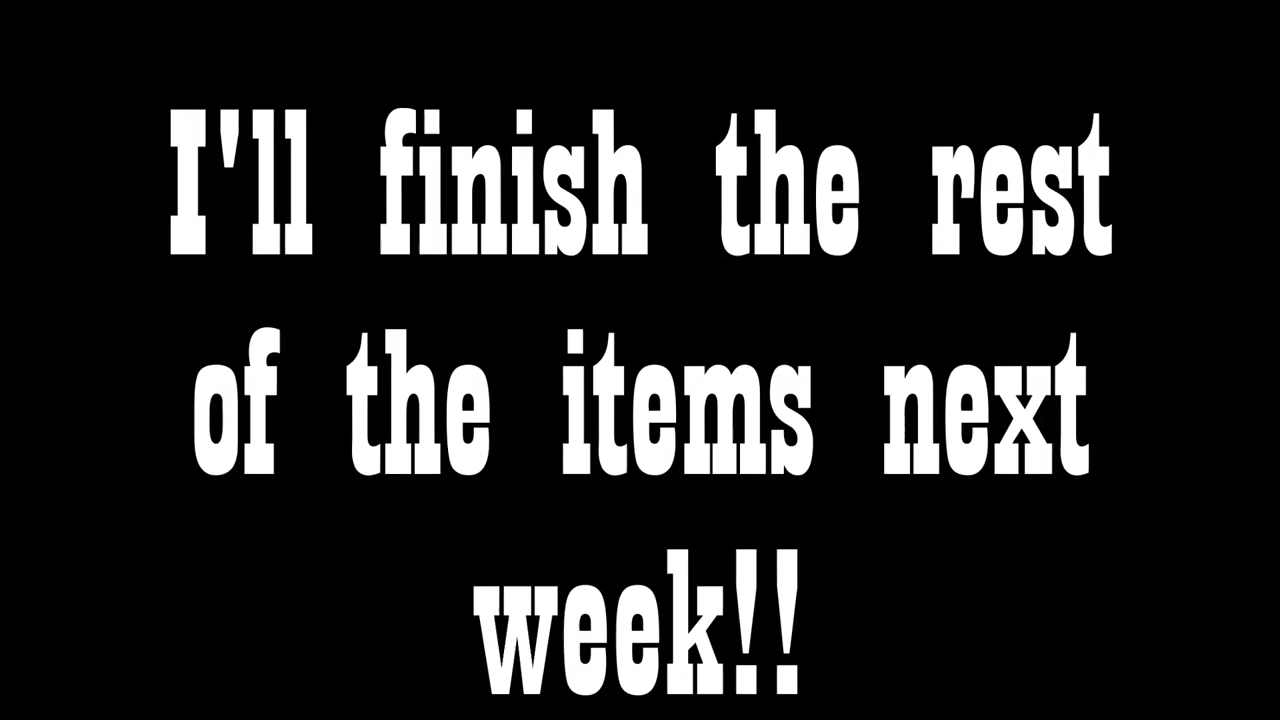 I'll finish the rest
of the items next
week!!